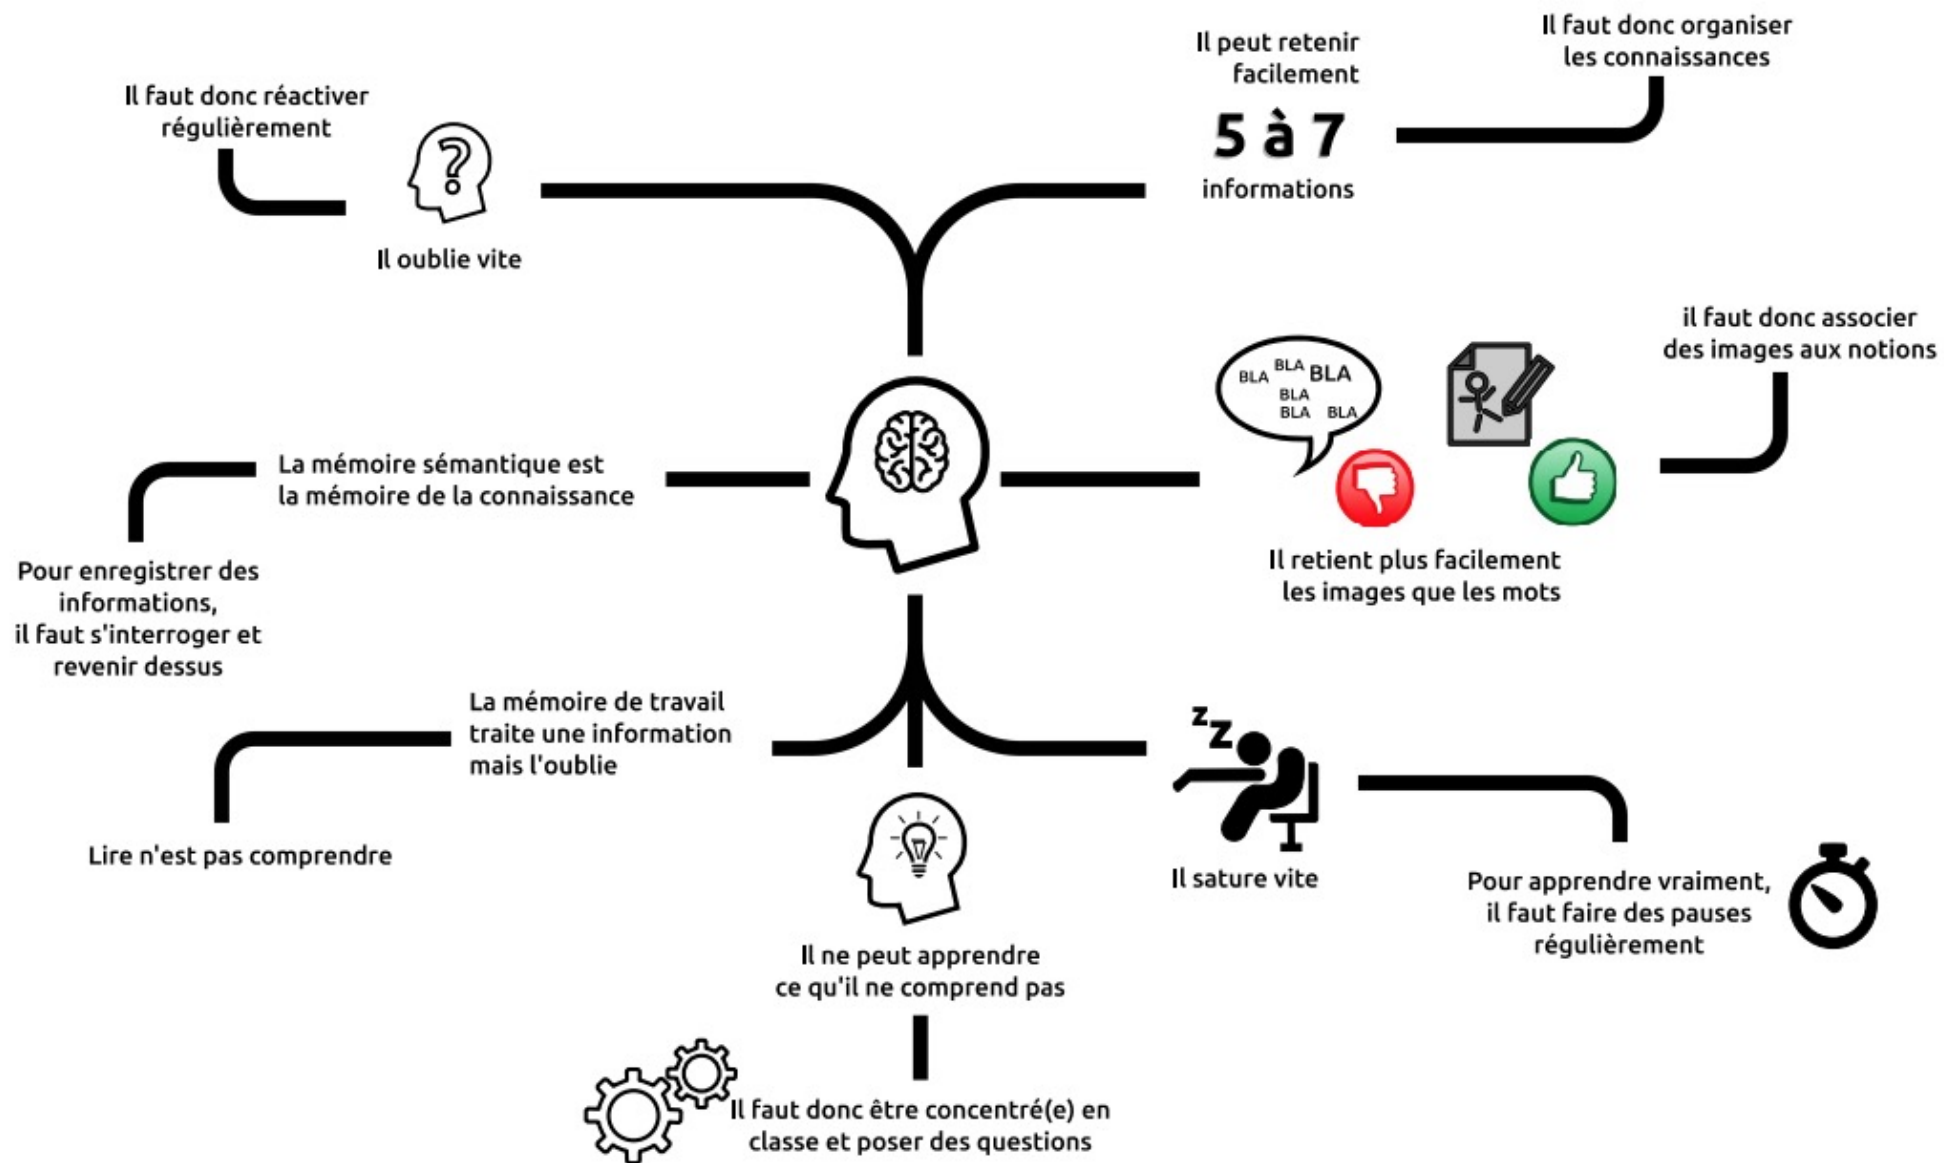 Il faut donc réactiver
régulièrement
?
Il oublie vite
Il peut retenir
facilement
5 à 7
informations
Il faut donc organiser
les connaissances
il faut donc associer
des images aux notions
BLA BLA BLA
BLA
BLA BLA
Il retient plus facilement
les images que les mots
La mémoire sémantique est
la mémoire de la connaissance
Pour enregistrer des
informations,
il faut s'interroger et
revenir dessus
La mémoire de travail
traite une information
mais l'oublie
Lire n'est pas comprendre
Il ne peut apprendre
ce qu'il ne comprend pas
Il faut donc être concentré(e) en
classe et poser des questions
zZ
Il sature vite
Pour apprendre vraiment,
il faut faire des pauses
régulièrement